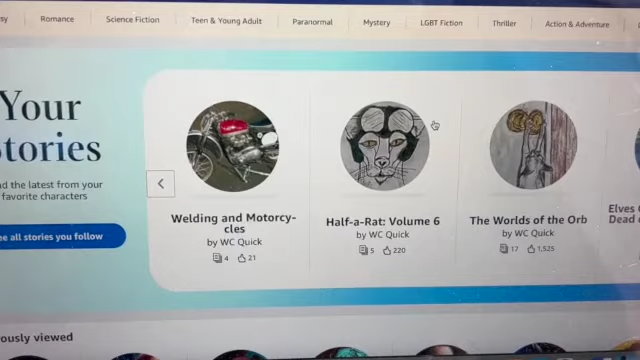 Romance
Science Fiction
Teen & Young Adult
Paranormal
Mystery
LGBT Fiction
Thriller
Action & Adventure
Your
Stories
the latest from your
favorite characters
all stories you follow
Welding and Motorcy-
cles
by WC Quick
4 21
Half-a-Rat: Volume 6
by WC Quick
5 220
The Worlds of the Orb
by WC Quick
17 1,525
Elves
Dead
viewed